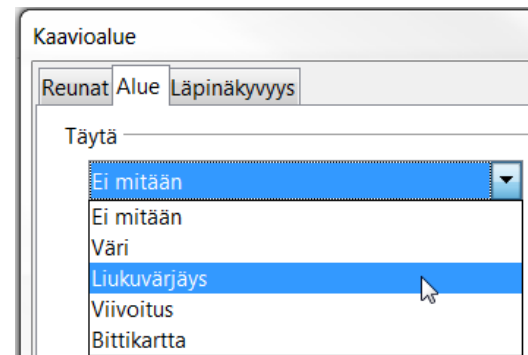 Kaavioalue
Reunat Alue Läpinäkyvyys
Täytä
Ei mitään
Ei mitään
Väri
Liukuvärjäys
Viivoitus
Bittikartta